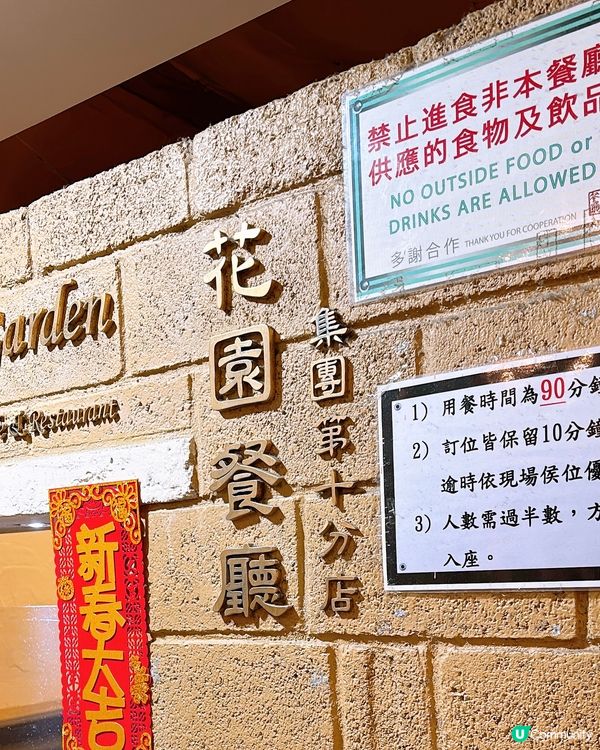 禁止進食非本餐廳
供應的食物及飲品
NO OUTSIDE FOOD or
DRINKS ARE ALLOWED
多謝合作 THANK YOU FOR COOPERATION
花園餐廳
集團第十分店
arden
Restaurant
1) 用餐時間為90分鐘
2) 訂位皆保留10分鐘
逾時依現場侯位優
3) 人數需過半數，方
入座。
新春大吉
U Community